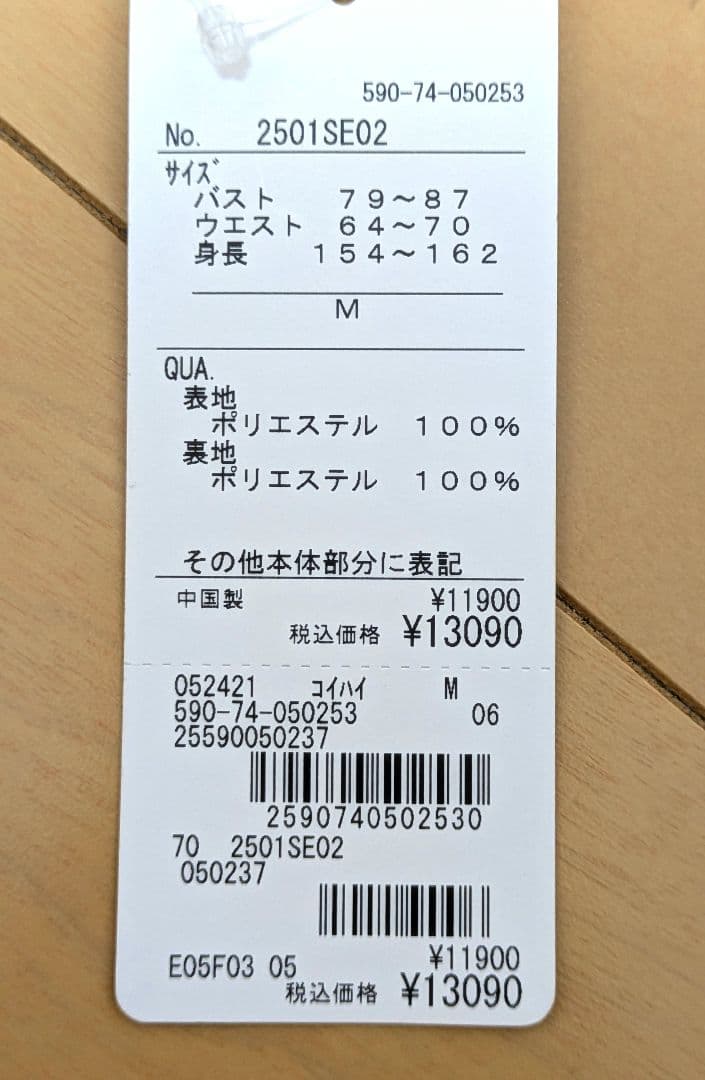 590-74-050253
No. 2501SE02
サイズ
バスト 79～87
ウエスト 64～70
身長 154～162
M
QUA.
表地
ポリエステル 100%
裏地
ポリエステル 100%
その他本体部分に表記
中国製 ¥11900
税込価格 ¥13090
052421 コイハイ M
590-74-050253 06
25590050237
2590740502530
70 2501SE02
050237
E05F03 05 ¥11900
税込価格 ¥13090